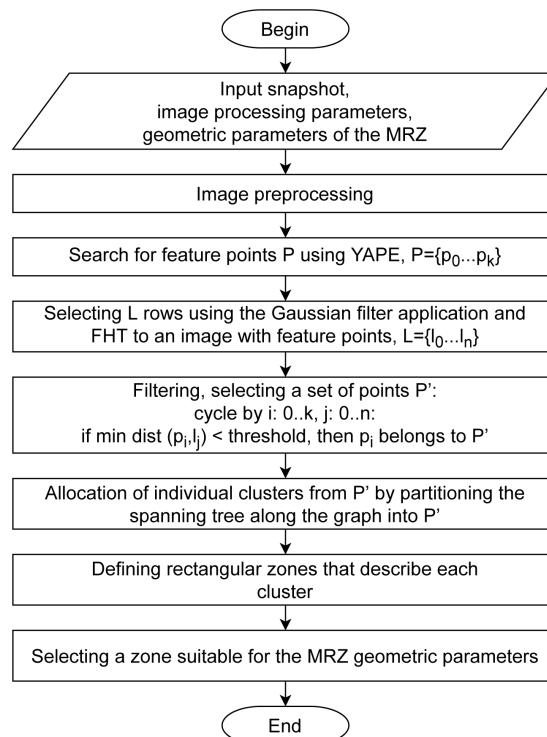 Begin
Input snapshot,
image processing parameters,
geometric parameters of the MRZ
Image preprocessing
Search for feature points P using YAPE, P={p₀...pₖ}
Selecting L rows using the Gaussian filter application and
FHT to an image with feature points, L={l₀...lₙ}
Filtering, selecting a set of points P’:
cycle by i: 0..k, j: 0..n:
if min dist (pᵢ,lⱼ) < threshold, then pᵢ belongs to P’
Allocation of individual clusters from P’ by partitioning the
spanning tree along the graph into P’
Defining rectangular zones that describe each
cluster
Selecting a zone suitable for the MRZ geometric parameters
End